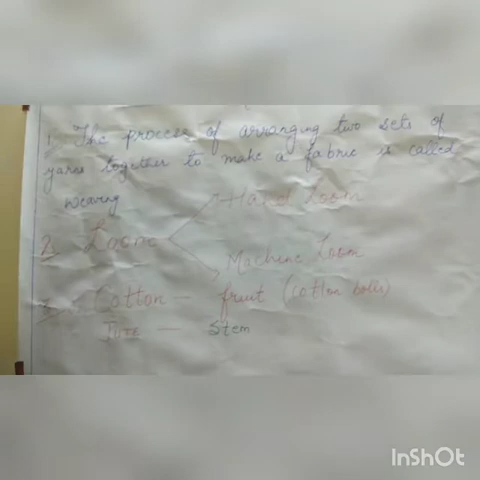 1. The process of arranging two sets of
yarns together to make a fabric is called
weaving
Hand Loom
2. Loom
Machine Loom
3. Cotton - fruit (cotton bolls)
Jute - Stem
InShOt